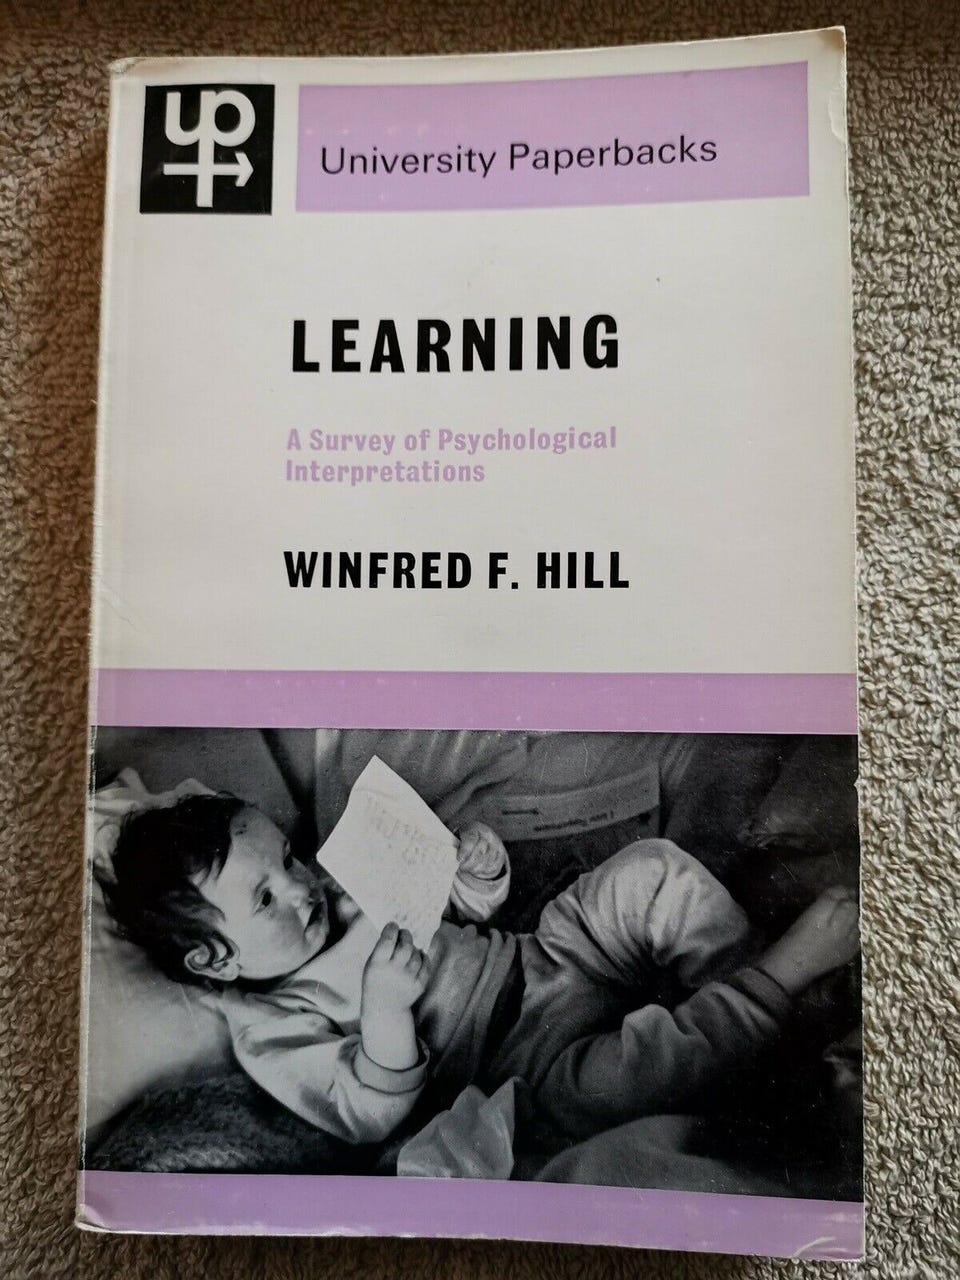 up
University Paperbacks
LEARNING
A Survey of Psychological
Interpretations
WINFRED F. HILL